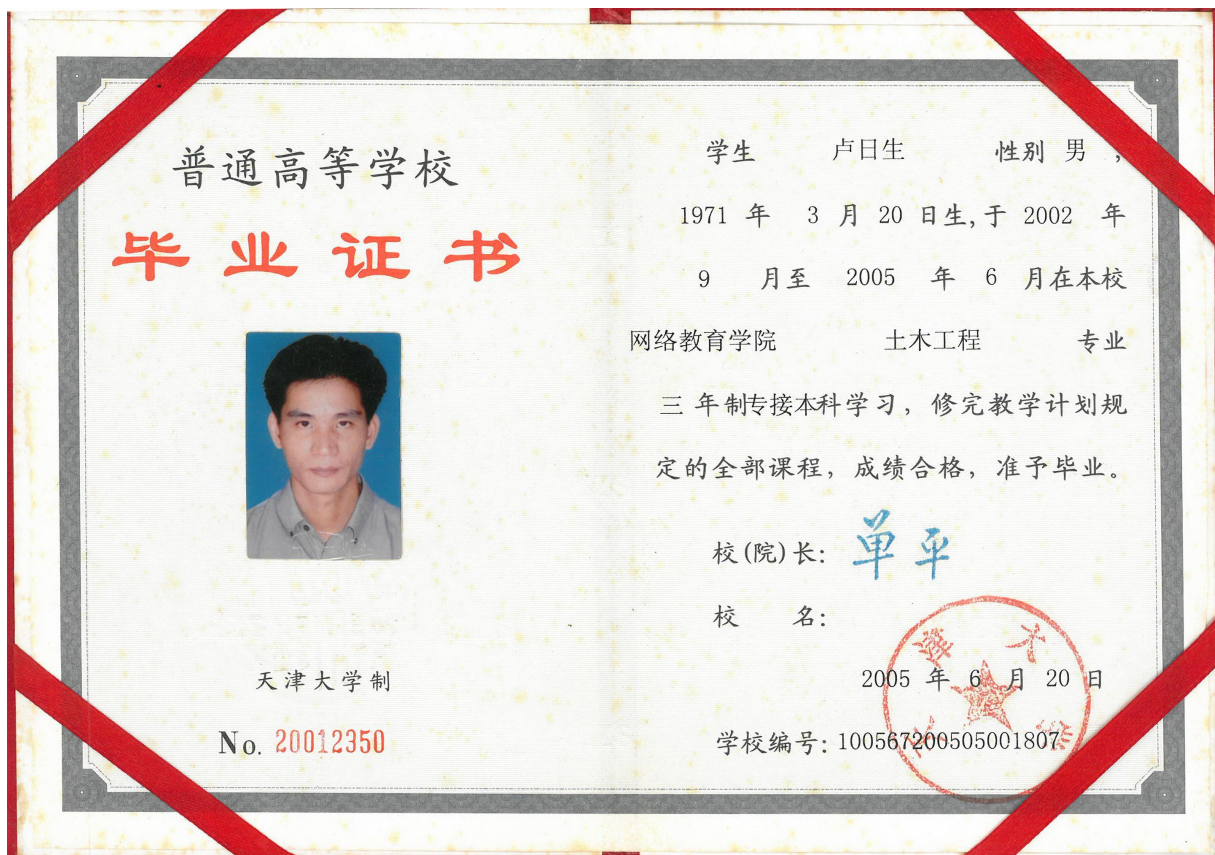 普通高等学校
毕业证书
天津大学制
No. 20012350
学生 卢日生 性别 男 ,
1971 年 3 月 20 日生,于 2002 年
9 月至 2005 年 6 月在本校
网络教育学院 土木工程 专业
三 年制专接本科学习，修完教学计划规
定的全部课程，成绩合格，准予毕业。
校(院)长: 单平
校 名:
天津大学
2005 年 6 月 20 日
学校编号: 100567200505001807